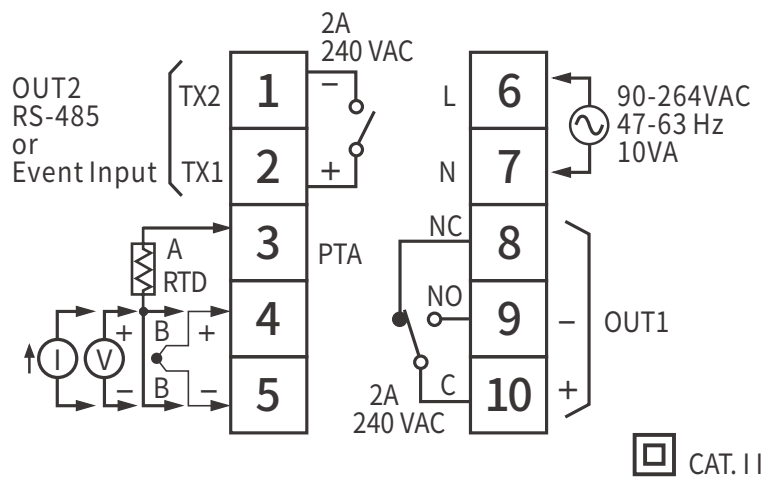 2A
240 VAC
OUT2
RS-485
or
Event Input
TX2
TX1
1
−
2
+
3
PTA
A
RTD
4
5
I
V
+
−
B
B
+
−
L
N
6
7
90-264VAC
47-63 Hz
10VA
NC
8
NO
9
−
OUT1
C
10
+
2A
240 VAC
CAT. II